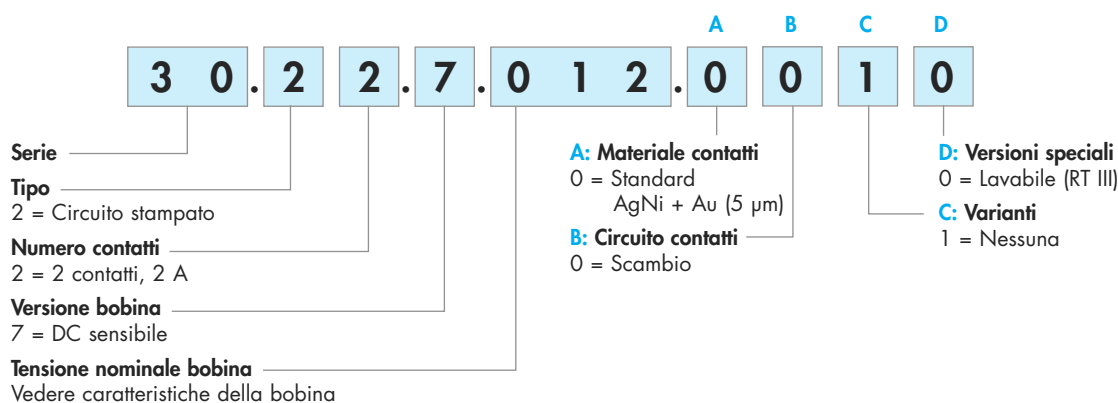 A B C D
3 0 . 2 2 . 7 . 0 1 2 . 0 0 1 0
Serie
Tipo
2 = Circuito stampato
Numero contatti
2 = 2 contatti, 2 A
Versione bobina
7 = DC sensibile
Tensione nominale bobina
Vedere caratteristiche della bobina
A: Materiale contatti
0 = Standard
AgNi + Au (5 µm)
B: Circuito contatti
0 = Scambio
D: Versioni speciali
0 = Lavabile (RT III)
C: Varianti
1 = Nessuna